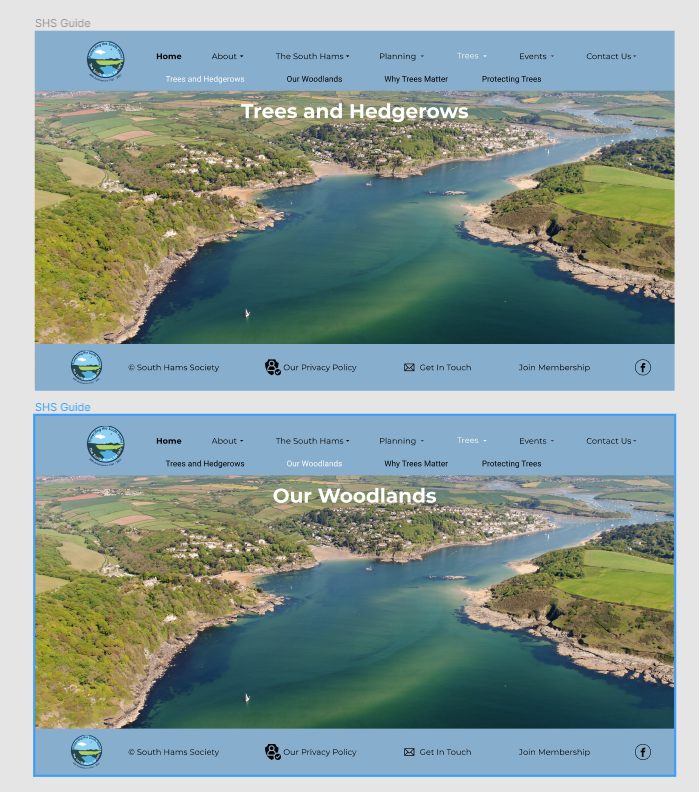 SHS Guide
Home About The South Hams Planning Trees Events Contact Us
Trees and Hedgerows Our Woodlands Why Trees Matter Protecting Trees
Trees and Hedgerows
© South Hams Society Our Privacy Policy Get In Touch Join Membership
SHS Guide
Home About The South Hams Planning Trees Events Contact Us
Trees and Hedgerows Our Woodlands Why Trees Matter Protecting Trees
Our Woodlands
© South Hams Society Our Privacy Policy Get In Touch Join Membership